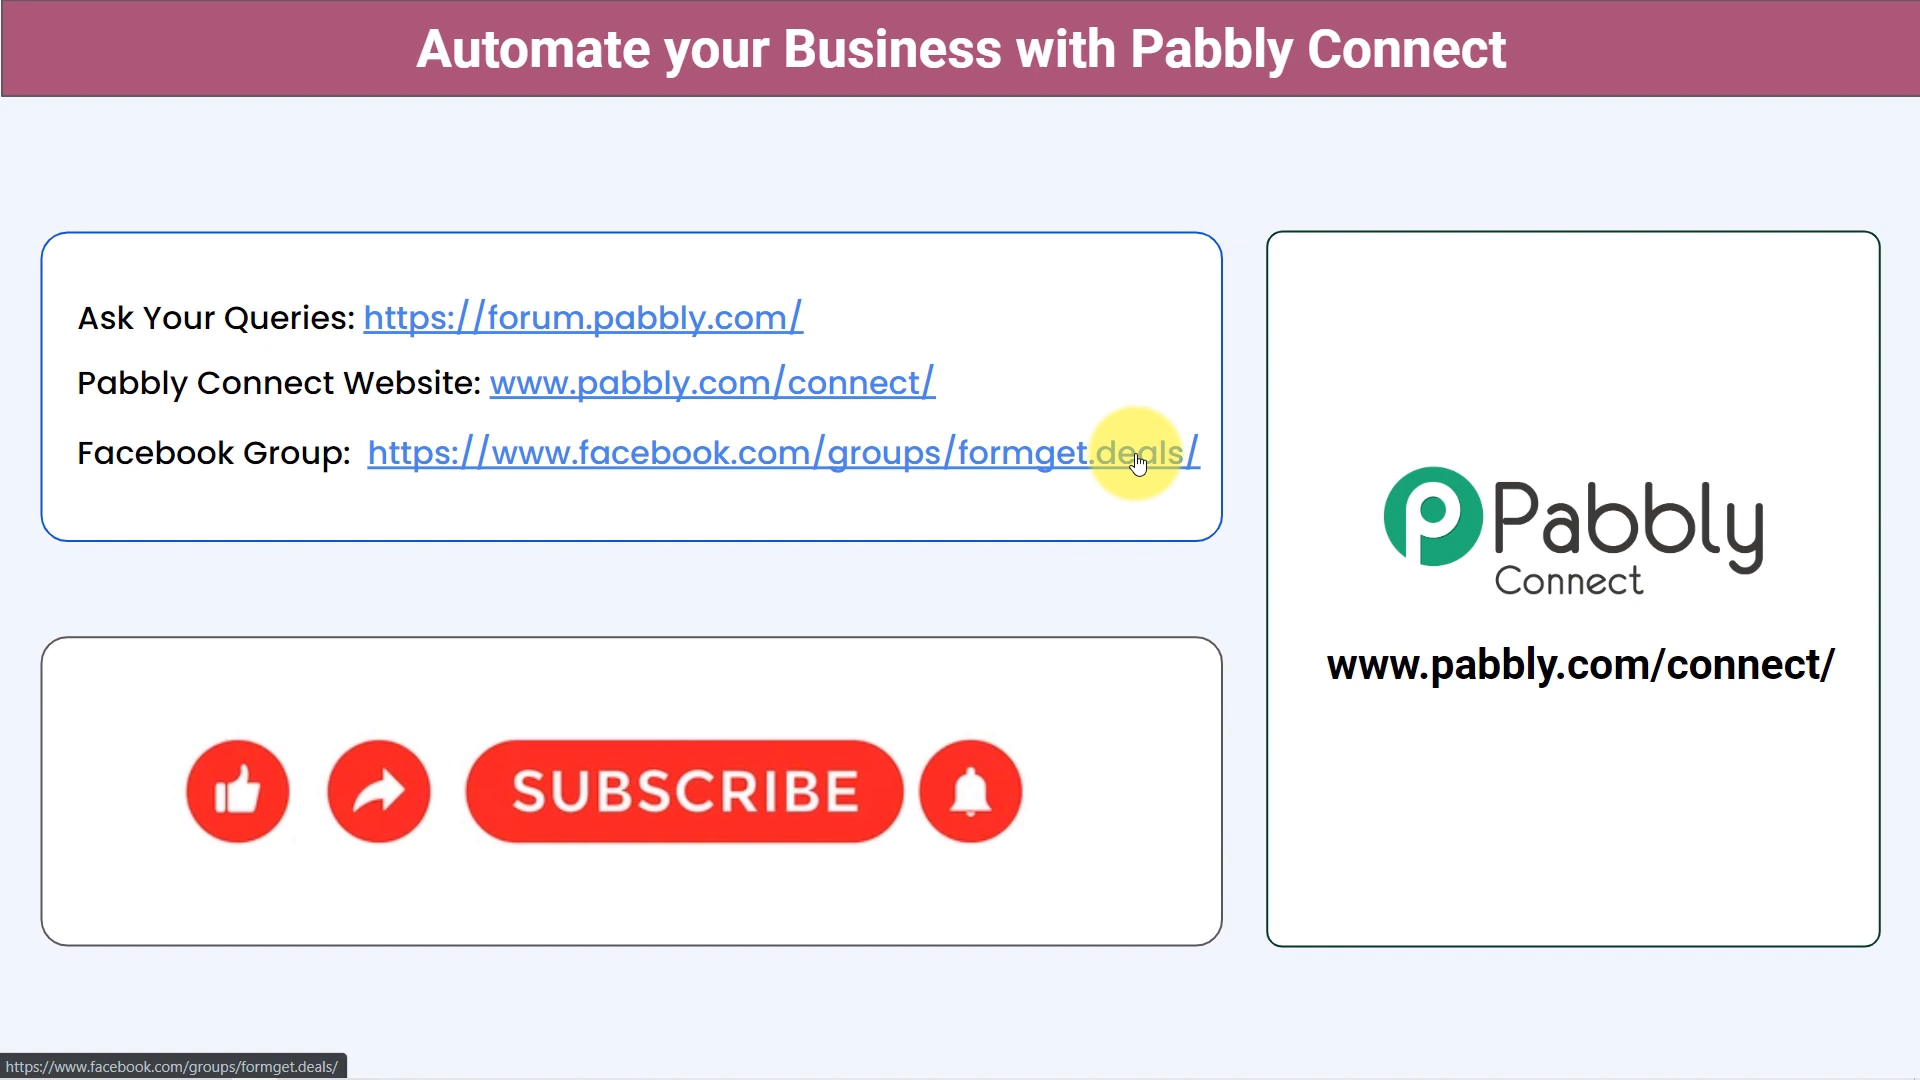 Automate your Business with Pabbly Connect
Ask Your Queries: https://forum.pabbly.com/
Pabbly Connect Website: www.pabbly.com/connect/
Facebook Group: https://www.facebook.com/groups/formget.deals/
Pabbly
Connect
www.pabbly.com/connect/
SUBSCRIBE
https://www.facebook.com/groups/formget.deals/